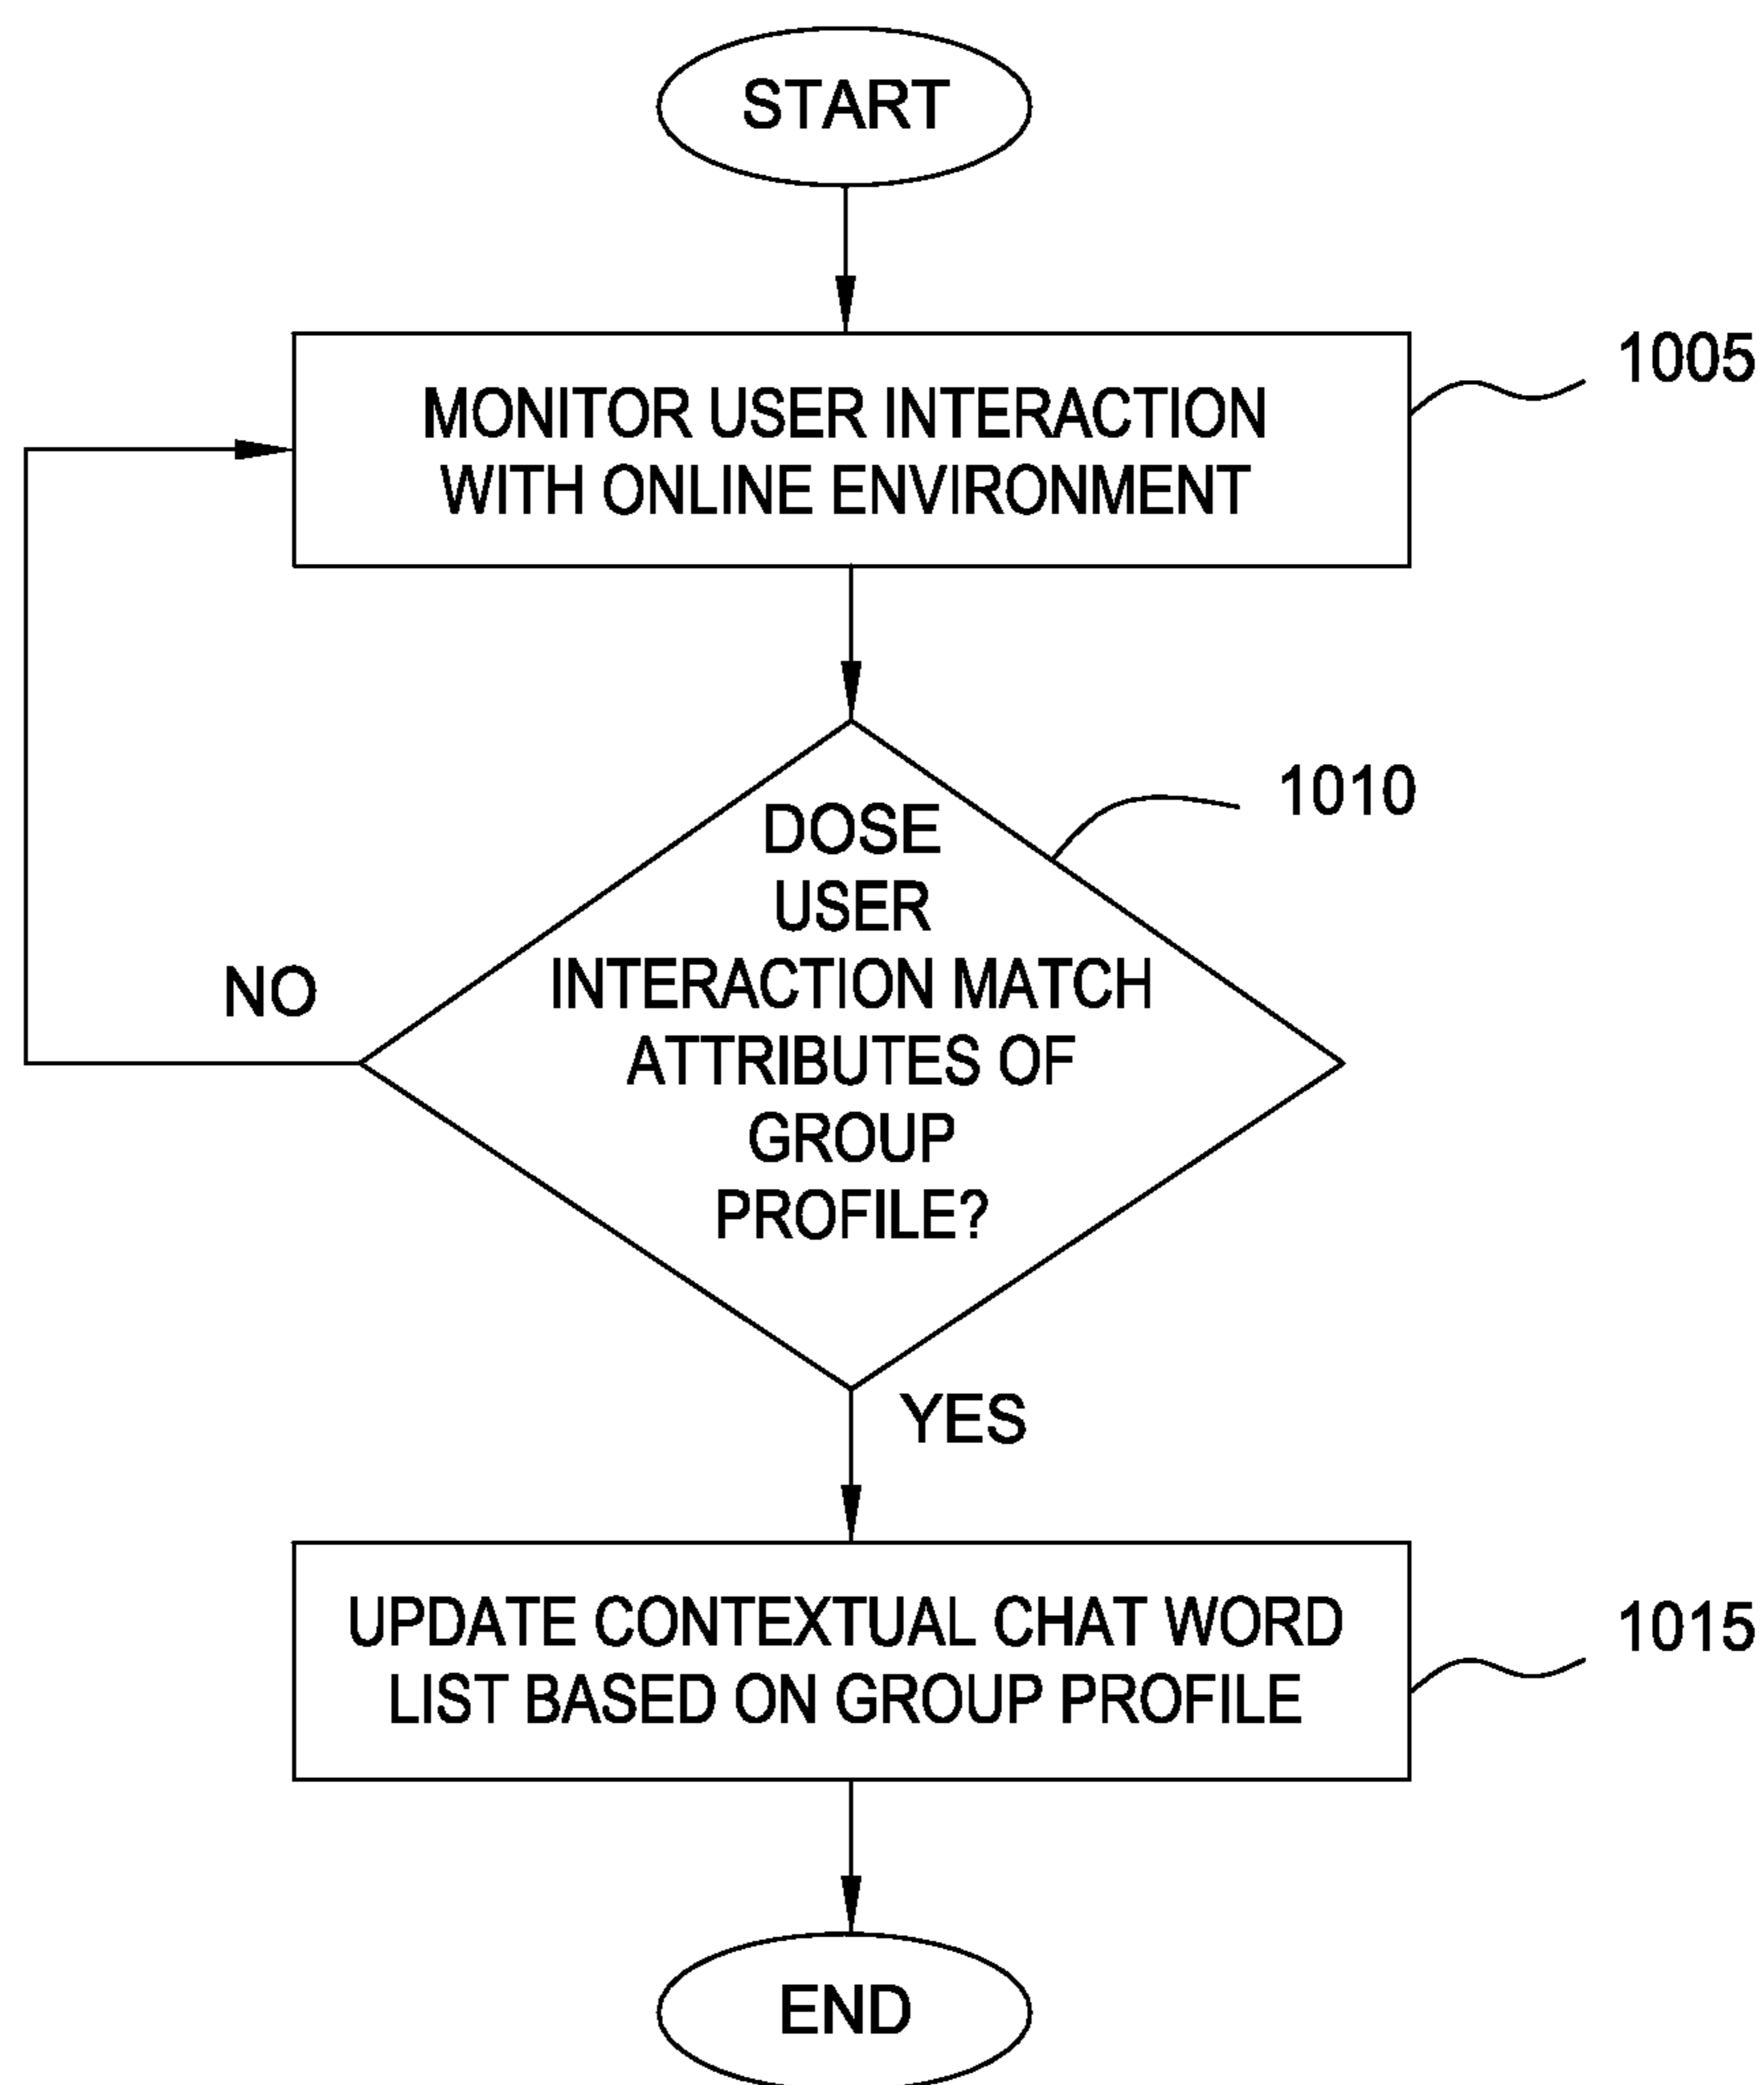 START
MONITOR USER INTERACTION
WITH ONLINE ENVIRONMENT
1005
DOSE
USER
INTERACTION MATCH
ATTRIBUTES OF
GROUP
PROFILE?
1010
NO
YES
UPDATE CONTEXTUAL CHAT WORD
LIST BASED ON GROUP PROFILE
1015
END